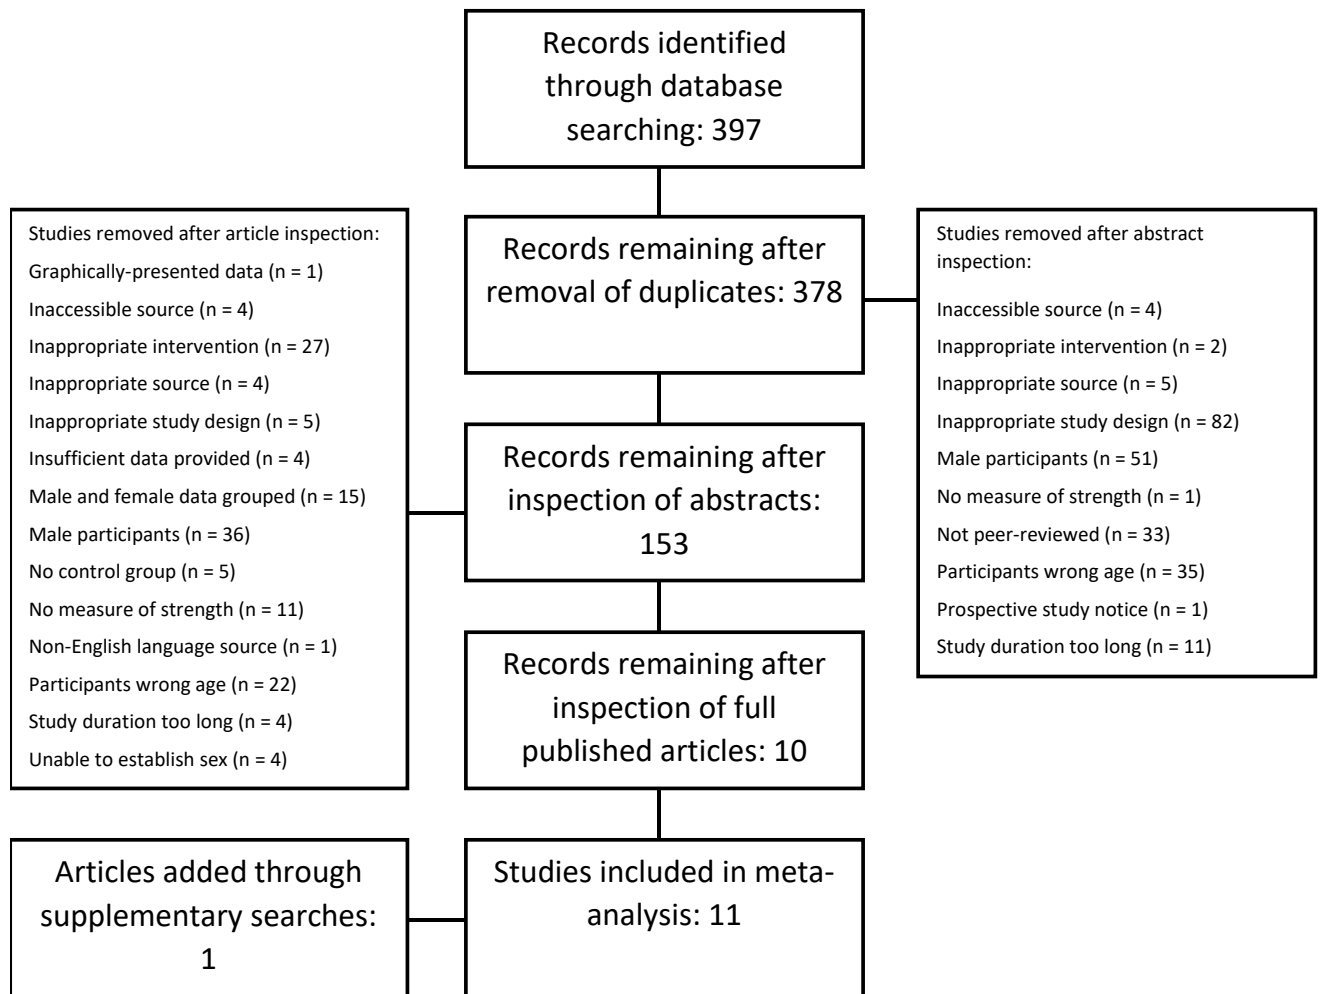 Records identified
through database
searching: 397
Records remaining after
removal of duplicates: 378
Studies removed after abstract
inspection:
Inaccessible source (n = 4)
Inappropriate intervention (n = 2)
Inappropriate source (n = 5)
Inappropriate study design (n = 82)
Male participants (n = 51)
No measure of strength (n = 1)
Not peer-reviewed (n = 33)
Participants wrong age (n = 35)
Prospective study notice (n = 1)
Study duration too long (n = 11)
Records remaining after
inspection of abstracts:
153
Studies removed after article inspection:
Graphically-presented data (n = 1)
Inaccessible source (n = 4)
Inappropriate intervention (n = 27)
Inappropriate source (n = 4)
Inappropriate study design (n = 5)
Insufficient data provided (n = 4)
Male and female data grouped (n = 15)
Male participants (n = 36)
No control group (n = 5)
No measure of strength (n = 11)
Non-English language source (n = 1)
Participants wrong age (n = 22)
Study duration too long (n = 4)
Unable to establish sex (n = 4)
Records remaining after
inspection of full
published articles: 10
Articles added through
supplementary searches:
1
Studies included in meta-
analysis: 11